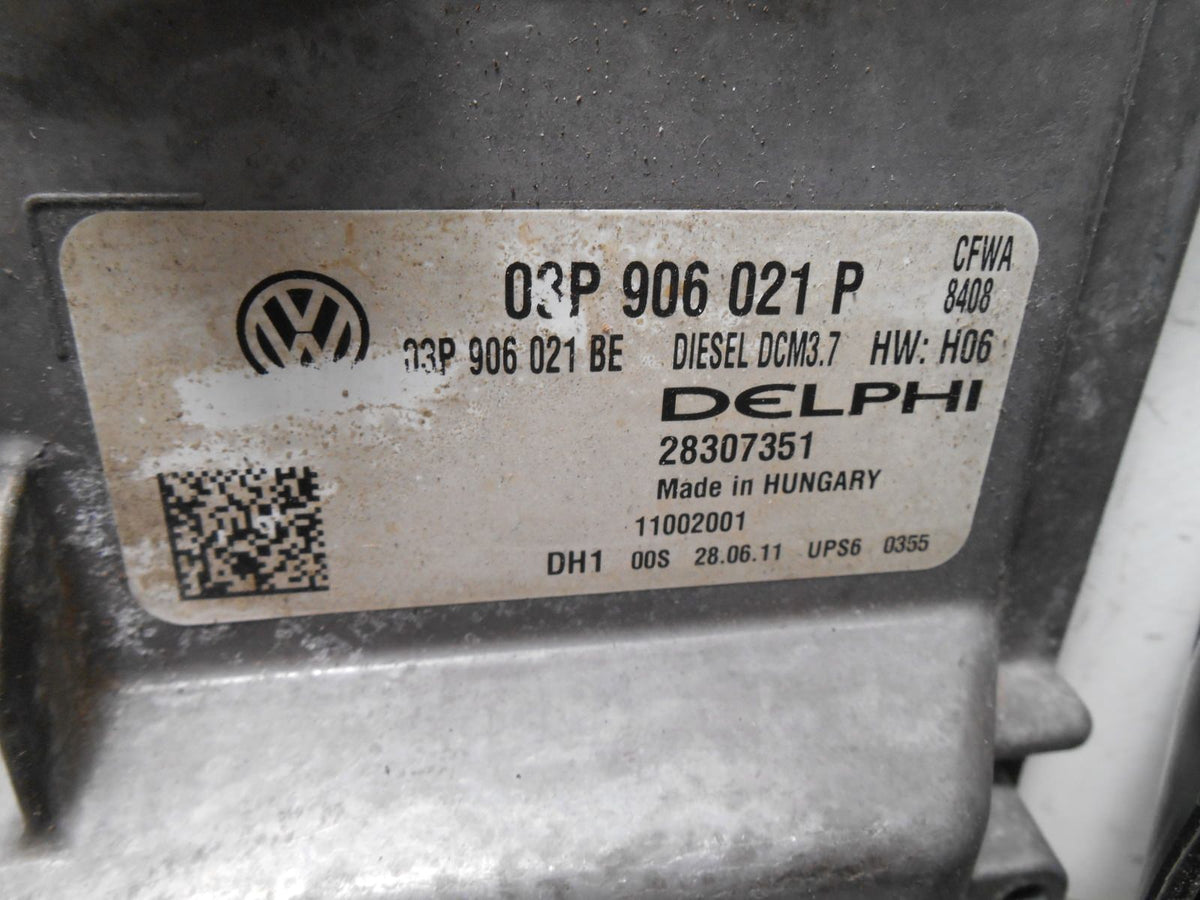 CFWA
03P 906 021 P
8408
03P 906 021 BE DIESEL DCM3.7 HW: H06
DELPHI
28307351
Made in HUNGARY
11002001
DH1 00S 28.06.11 UPS6 0355